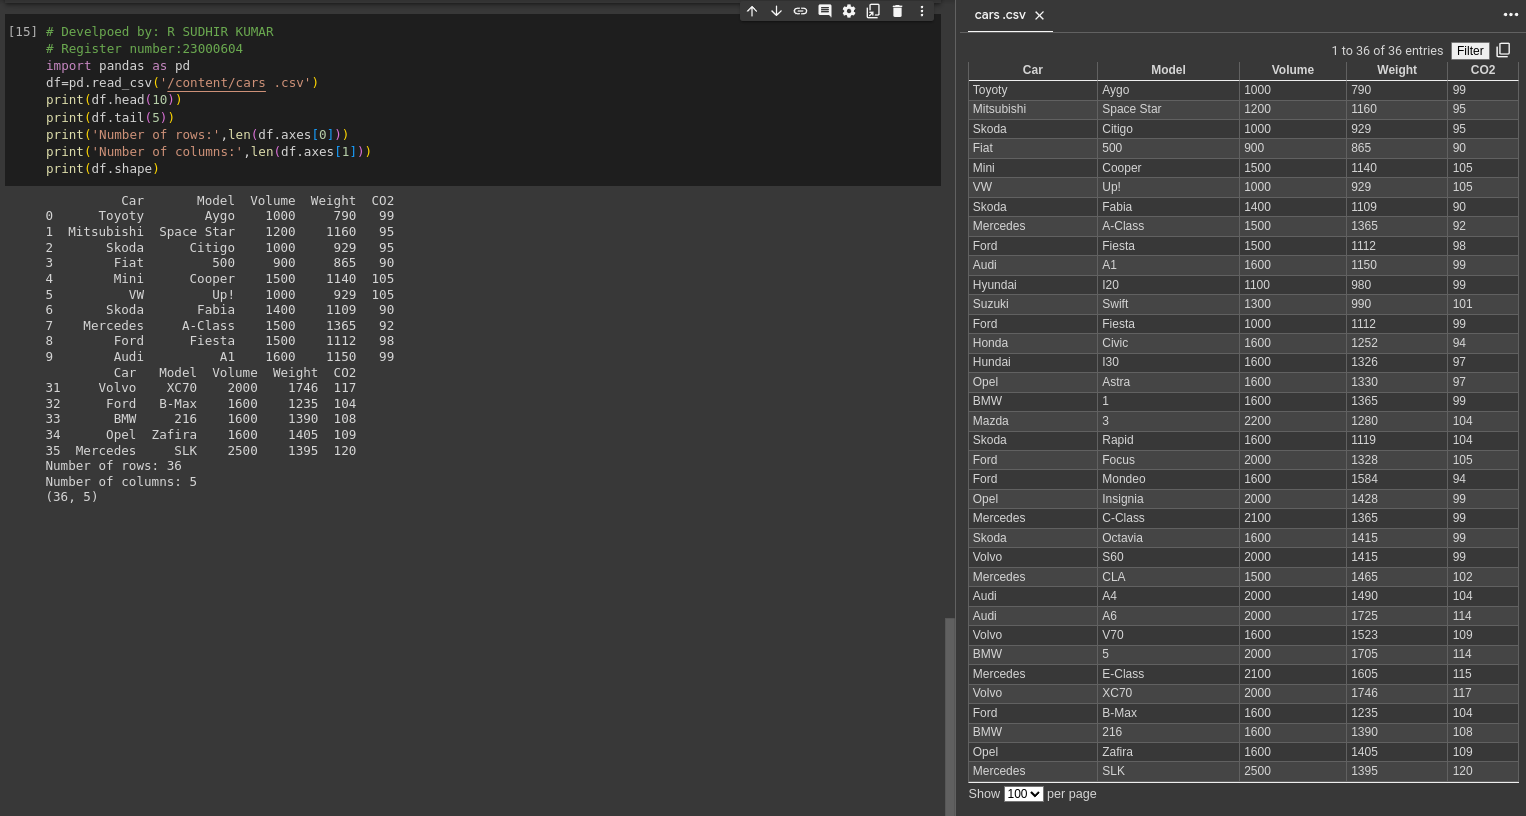 [15] # Develpoed by: R SUDHIR KUMAR
# Register number:23000604
import pandas as pd
df=pd.read_csv('/content/cars .csv')
print(df.head(10))
print(df.tail(5))
print('Number of rows:',len(df.axes[0]))
print('Number of columns:',len(df.axes[1]))
print(df.shape)
Car Model Volume Weight CO2
0 Toyoty Aygo 1000 790 99
1 Mitsubishi Space Star 1200 1160 95
2 Skoda Citigo 1000 929 95
3 Fiat 500 900 865 90
4 Mini Cooper 1500 1140 105
5 VW Up! 1000 929 105
6 Skoda Fabia 1400 1109 90
7 Mercedes A-Class 1500 1365 92
8 Ford Fiesta 1500 1112 98
9 Audi A1 1600 1150 99
Car Model Volume Weight CO2
31 Volvo XC70 2000 1746 117
32 Ford B-Max 1600 1235 104
33 BMW 216 1600 1390 108
34 Opel Zafira 1600 1405 109
35 Mercedes SLK 2500 1395 120
Number of rows: 36
Number of columns: 5
(36, 5)
cars .csv
1 to 36 of 36 entries Filter
Car Model Volume Weight CO2
Toyoty Aygo 1000 790 99
Mitsubishi Space Star 1200 1160 95
Skoda Citigo 1000 929 95
Fiat 500 900 865 90
Mini Cooper 1500 1140 105
VW Up! 1000 929 105
Skoda Fabia 1400 1109 90
Mercedes A-Class 1500 1365 92
Ford Fiesta 1500 1112 98
Audi A1 1600 1150 99
Hyundai I20 1100 980 99
Suzuki Swift 1300 990 101
Ford Fiesta 1000 1112 99
Honda Civic 1600 1252 94
Hundai I30 1600 1326 97
Opel Astra 1600 1330 97
BMW 1 1600 1365 99
Mazda 3 2200 1280 104
Skoda Rapid 1600 1119 104
Ford Focus 2000 1328 105
Ford Mondeo 1600 1584 94
Opel Insignia 2000 1428 99
Mercedes C-Class 2100 1365 99
Skoda Octavia 1600 1415 99
Volvo S60 2000 1415 99
Mercedes CLA 1500 1465 102
Audi A4 2000 1490 104
Audi A6 2000 1725 114
Volvo V70 1600 1523 109
BMW 5 2000 1705 114
Mercedes E-Class 2100 1605 115
Volvo XC70 2000 1746 117
Ford B-Max 1600 1235 104
BMW 216 1600 1390 108
Opel Zafira 1600 1405 109
Mercedes SLK 2500 1395 120
Show 100 per page